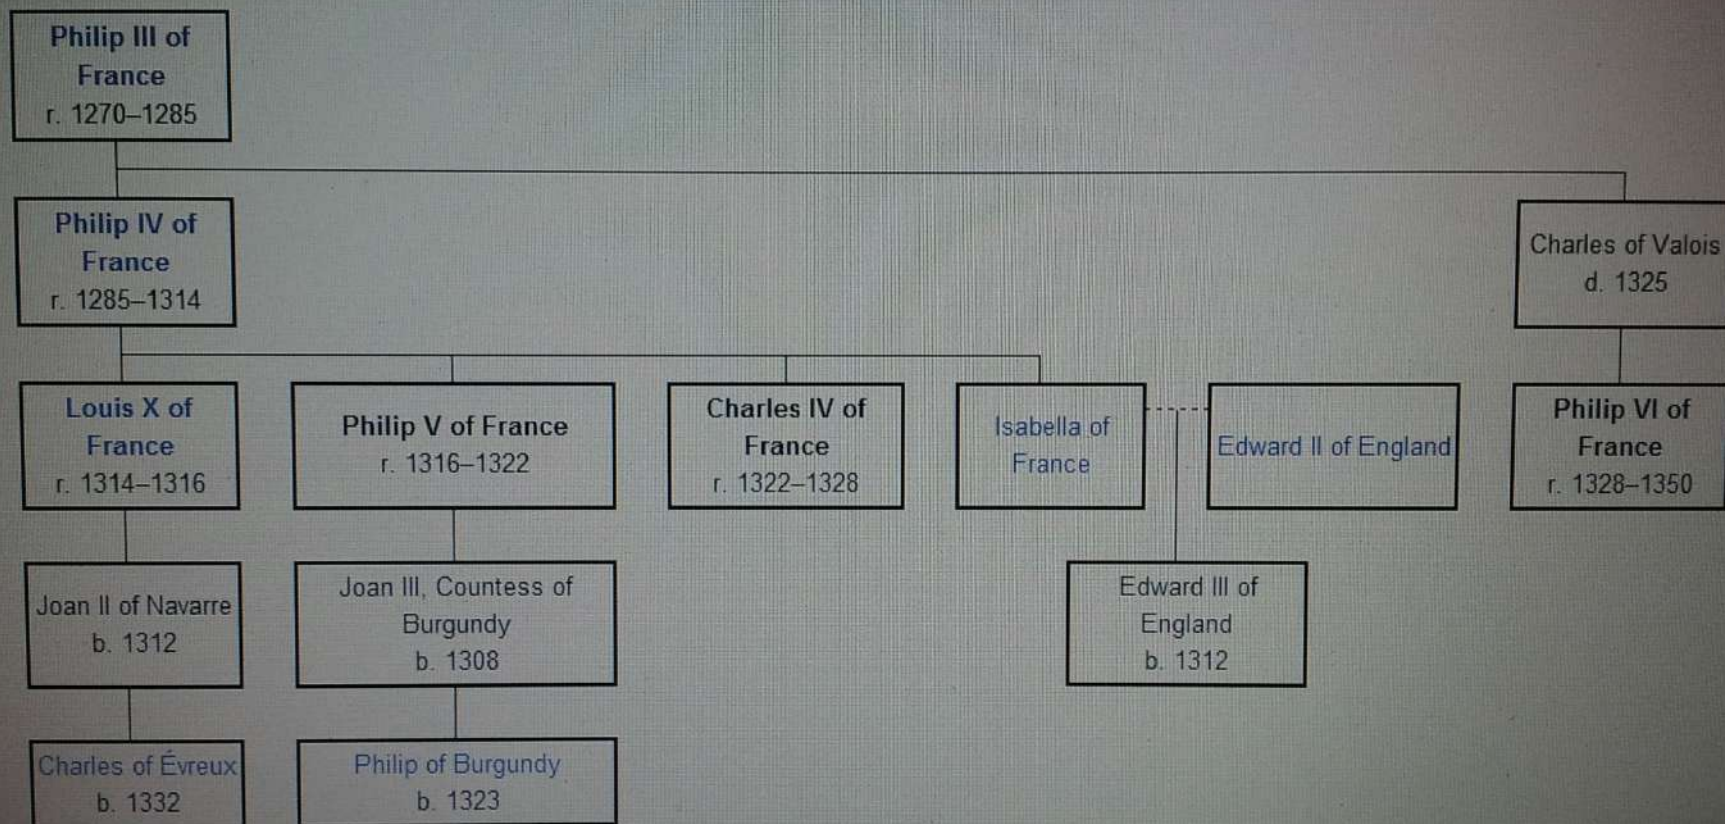 Philip III of
France
r. 1270–1285
Philip IV of
France
r. 1285–1314
Charles of Valois
d. 1325
Louis X of
France
r. 1314–1316
Philip V of France
r. 1316–1322
Charles IV of
France
r. 1322–1328
Isabella of
France
Edward II of England
Philip VI of
France
r. 1328–1350
Joan II of Navarre
b. 1312
Joan III, Countess of
Burgundy
b. 1308
Edward III of
England
b. 1312
Charles of Évreux
b. 1332
Philip of Burgundy
b. 1323